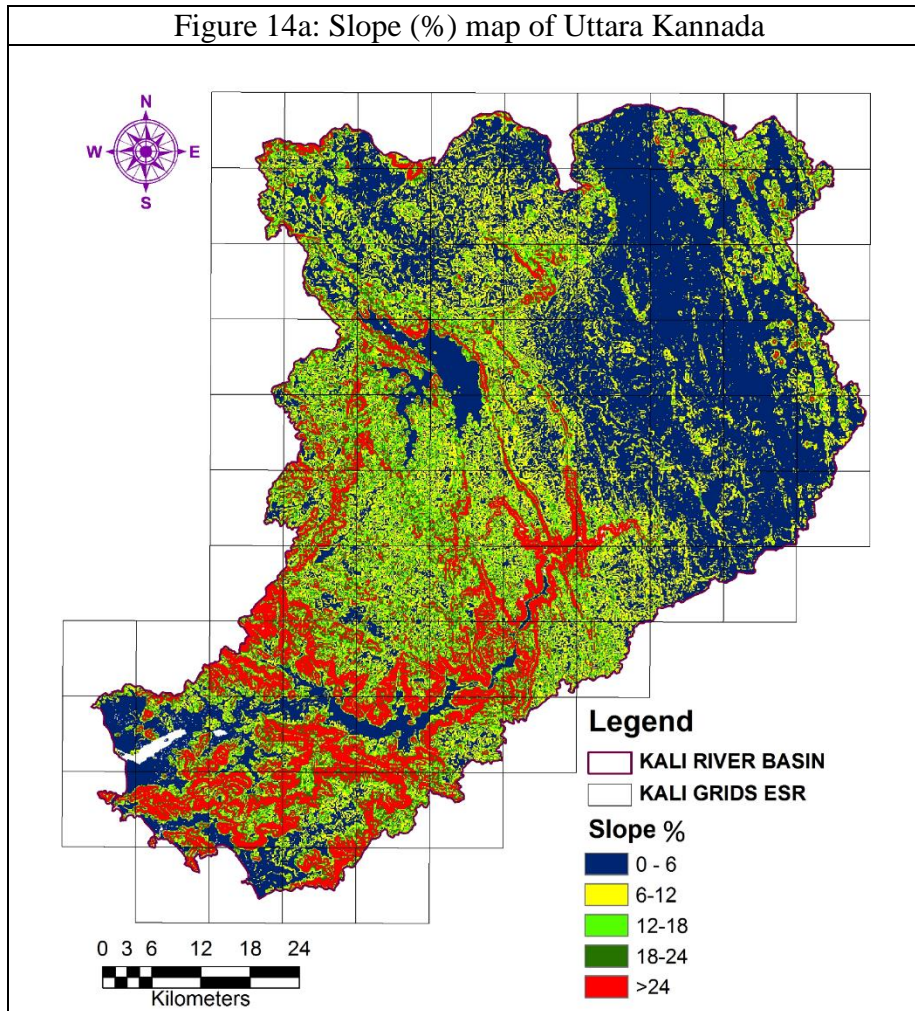 Figure 14a: Slope (%) map of Uttara Kannada
N
W E
S
Legend
KALI RIVER BASIN
KALI GRIDS ESR
Slope %
0 - 6
6-12
12-18
18-24
>24
0 3 6 12 18 24
Kilometers